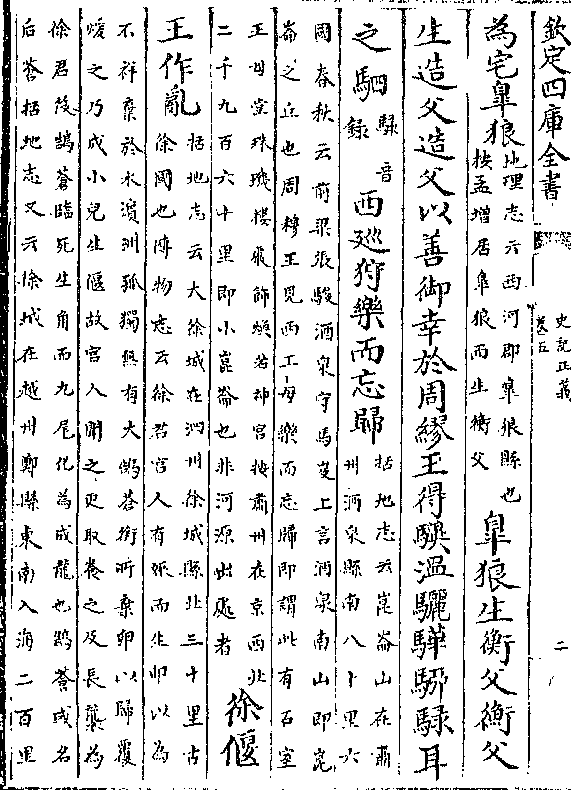 欽定四庫全書
史記正義
卷五
二
為宅臯狼
地理志云西河郡臯狼縣也
按孟增居臯狼而生衡父
臯狼生衡父衡父
生造父造父以善御幸於周繆王得驥溫驪驊騮騄耳
之駟
騄音
録
西廵狩樂而忘歸
括地志云崑崙山在肅
州酒泉縣南八十里六
國春秋云前梁張駿酒泉守馬岌上言酒泉南山即崑
崙之丘也周穆王見西王母樂而忘歸即謂此有石室
王母堂珠璣樓嚴飾煥若神宮按肅州在京西北
二千九百六十里即小崑崙也非河源出處者
徐偃
王作亂
括地志云大徐城在泗州徐城縣北三十里古
徐國也博物志云徐君宮人有娠而生卵以為
不祥棄於水濵洲孤獨母有犬鵠蒼銜所棄卵以歸覆
煖之乃成小兒生偃故宮人聞之更取養之及長襲為
徐君後鵠蒼臨死生角而九尾化為成龍也鵠蒼或名
后蒼括地志又云徐城在越州鄮縣東南入海二百里